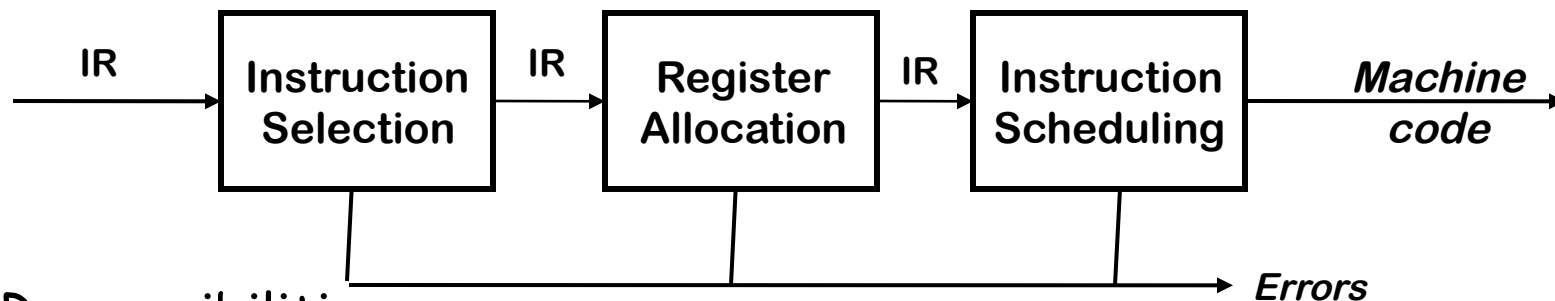 IR
Instruction
Selection
IR
Register
Allocation
IR
Instruction
Scheduling
Machine
code
Errors